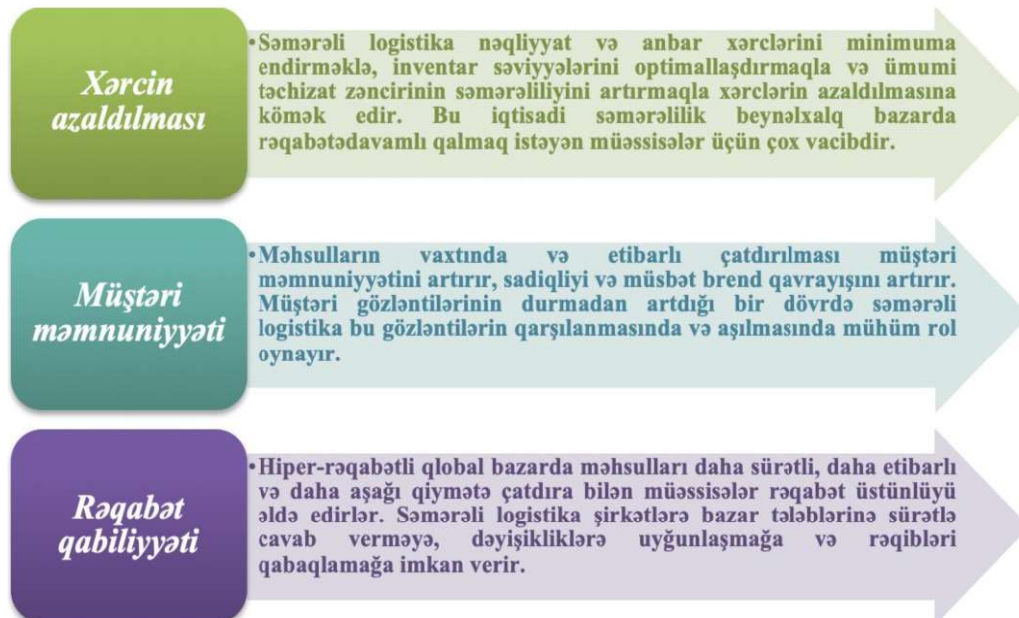 Xərcin
azaldılması
•Səmərəli logistika nəqliyyat və anbar xərclərini minimuma
endirməklə, inventar səviyyələrini optimallaşdırmaqla və ümumi
təchizat zəncirinin səmərəliliyini artırmaqla xərclərin azaldılmasına
kömək edir. Bu iqtisadi səmərəlilik beynəlxalq bazarda
rəqabətədavamlı qalmaq istəyən müəssisələr üçün çox vacibdir.
Müştəri
məmnuniyyəti
•Məhsulların vaxtında və etibarlı çatdırılması müştəri
məmnuniyyətini artırır, sadiqliyi və müsbət brend qavrayışını artırır.
Müştəri gözləntilərinin durmadan artdığı bir dövrdə səmərəli
logistika bu gözləntilərin qarşılanmasında və aşılmasında mühüm rol
oynayır.
Rəqabət
qabiliyyəti
•Hiper-rəqabətli qlobal bazarda məhsulları daha sürətli, daha etibarlı
və daha aşağı qiymətə çatdıra bilən müəssisələr rəqabət üstünlüyü
əldə edirlər. Səmərəli logistika şirkətlərə bazar tələblərinə sürətlə
cavab verməyə, dəyişikliklərə uyğunlaşmağa və rəqibləri
qabaqlamağa imkan verir.